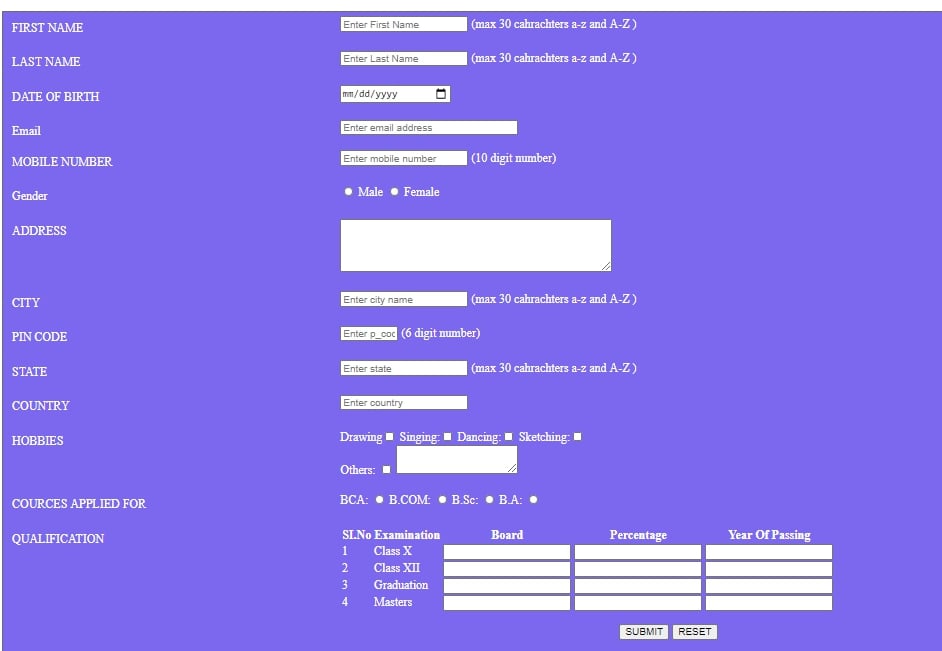 FIRST NAME Enter First Name (max 30 cahrachters a-z and A-Z )
LAST NAME Enter Last Name (max 30 cahrachters a-z and A-Z )
DATE OF BIRTH mm/dd/yyyy
Email Enter email address
MOBILE NUMBER Enter mobile number (10 digit number)
Gender Male Female
ADDRESS
CITY Enter city name (max 30 cahrachters a-z and A-Z )
PIN CODE Enter p_coc (6 digit number)
STATE Enter state (max 30 cahrachters a-z and A-Z )
COUNTRY Enter country
HOBBIES Drawing Singing: Dancing: Sketching:
Others:
COURCES APPLIED FOR BCA: B.COM: B.Sc: B.A:
QUALIFICATION SI.No Examination Board Percentage Year Of Passing
1 Class X
2 Class XII
3 Graduation
4 Masters
SUBMIT RESET